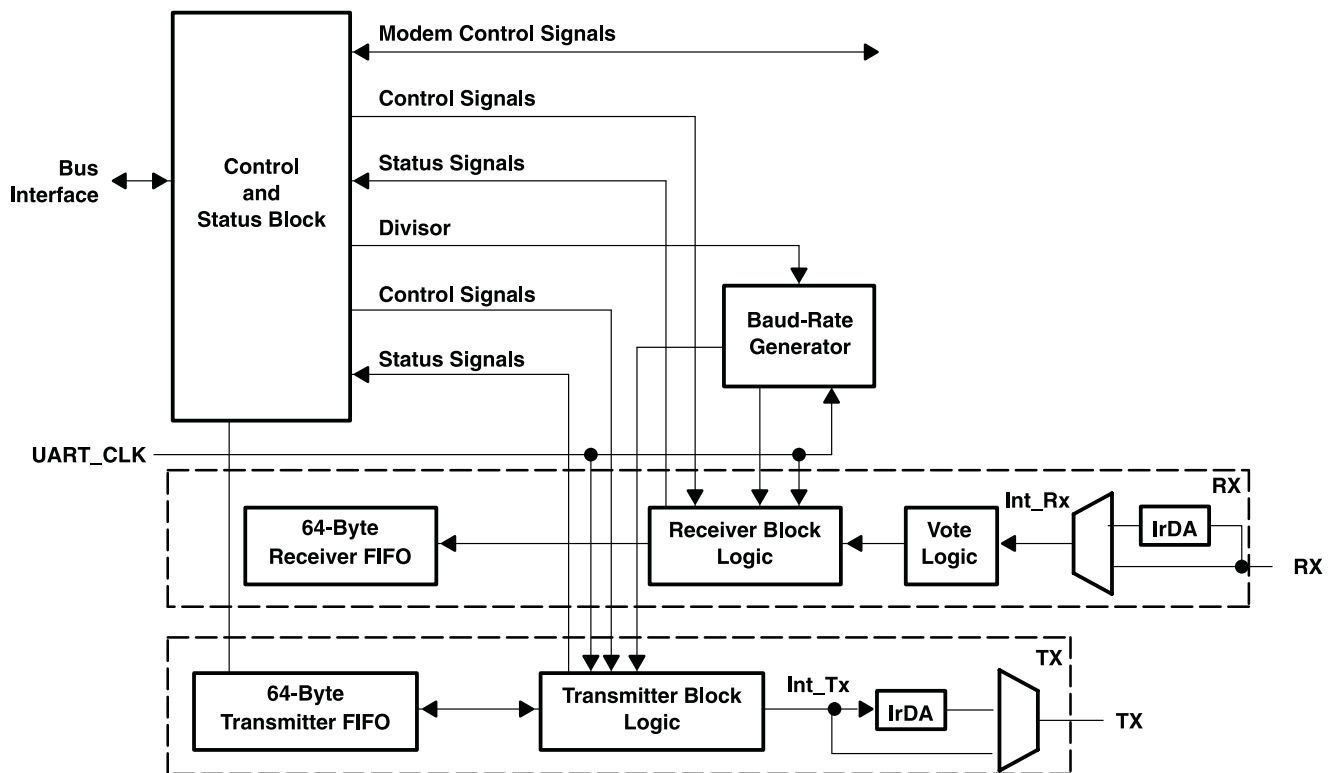 Modem Control Signals
Control Signals
Bus
Interface
Control
and
Status Block
Status Signals
Divisor
Control Signals
Baud-Rate
Generator
Status Signals
UART_CLK
RX
64-Byte
Receiver FIFO
Receiver Block
Logic
Vote
Logic
Int_Rx
IrDA
RX
TX
64-Byte
Transmitter FIFO
Transmitter Block
Logic
Int_Tx
IrDA
TX